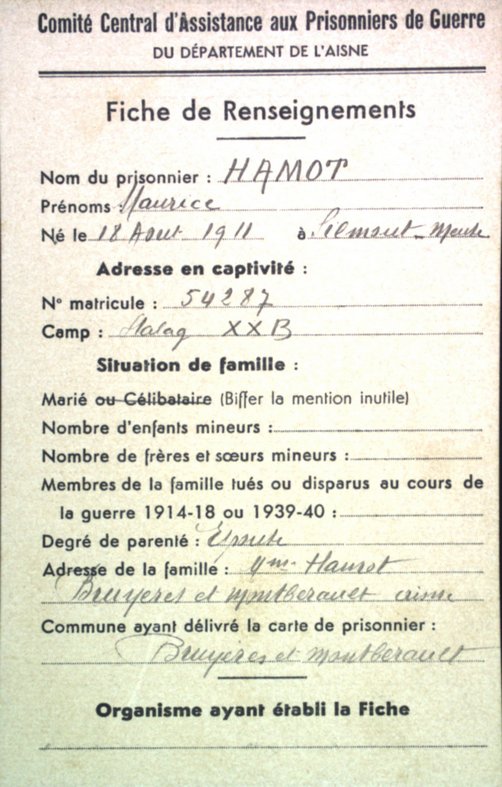 Comité Central d'Assistance aux Prisonniers de Guerre
DU DÉPARTEMENT DE L'AISNE
Fiche de Renseignements
Nom du prisonnier : HAMOT
Prénoms Maurice
Né le 18 Aout 1911 à
Adresse en captivité :
N° matricule : 54287
Camp : Stalag XXB
Situation de famille :
Marié ou Célibataire (Biffer la mention inutile)
Nombre d'enfants mineurs :
Nombre de frères et sœurs mineurs :
Membres de la famille tués ou disparus au cours de
la guerre 1914-18 ou 1939-40 :
Degré de parenté : Epouse
Adresse de la famille : Mme Hamot
Bruyères et Montberault aisne
Commune ayant délivré la carte de prisonnier :
Bruyères et Montberault
Organisme ayant établi la Fiche